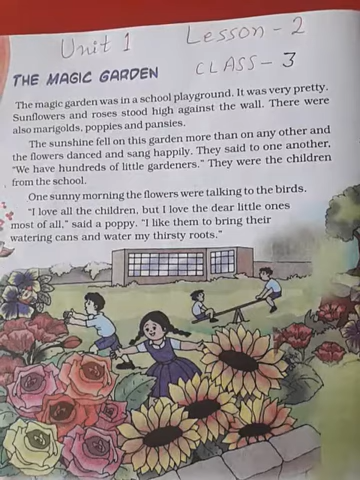 Unit 1 Lesson - 2
CLASS - 3
THE MAGIC GARDEN
The magic garden was in a school playground. It was very pretty.
Sunflowers and roses stood high against the wall. There were
also marigolds, poppies and pansies.
The sunshine fell on this garden more than on any other and
the flowers danced and sang happily. They said to one another,
“We have hundreds of little gardeners.” They were the children
from the school.
One sunny morning the flowers were talking to the birds.
“I love all the children, but I love the dear little ones
most of all,” said a poppy. “I like them to bring their
watering cans and water my thirsty roots.”